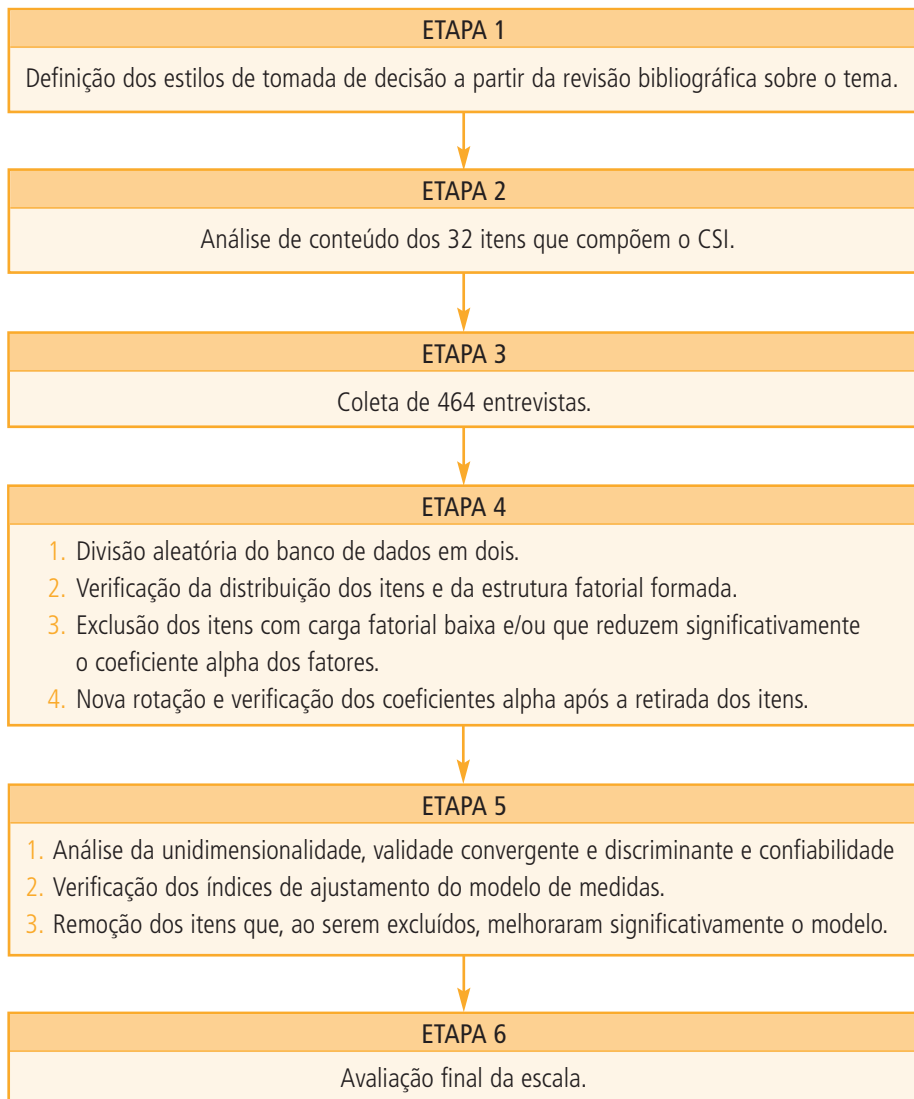 ETAPA 1
Definição dos estilos de tomada de decisão a partir da revisão bibliográfica sobre o tema.
ETAPA 2
Análise de conteúdo dos 32 itens que compõem o CSI.
ETAPA 3
Coleta de 464 entrevistas.
ETAPA 4
1. Divisão aleatória do banco de dados em dois.
2. Verificação da distribuição dos itens e da estrutura fatorial formada.
3. Exclusão dos itens com carga fatorial baixa e/ou que reduzem significativamente
o coeficiente alpha dos fatores.
4. Nova rotação e verificação dos coeficientes alpha após a retirada dos itens.
ETAPA 5
1. Análise da unidimensionalidade, validade convergente e discriminante e confiabilidade
2. Verificação dos índices de ajustamento do modelo de medidas.
3. Remoção dos itens que, ao serem excluídos, melhoraram significativamente o modelo.
ETAPA 6
Avaliação final da escala.